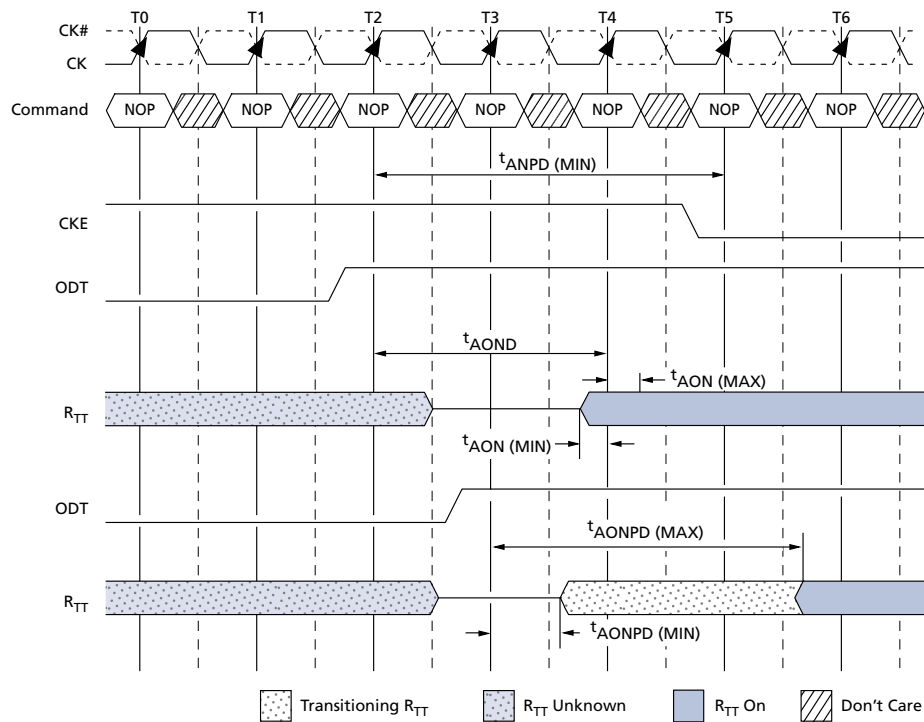 T0 T1 T2 T3 T4 T5 T6
CK#
CK
Command NOP NOP NOP NOP NOP NOP NOP
tANPD (MIN)
CKE
ODT
tAOND
tAON (MAX)
RTT
tAON (MIN)
ODT
tAONPD (MAX)
RTT
tAONPD (MIN)
Transitioning RTT RTT Unknown RTT On Don't Care